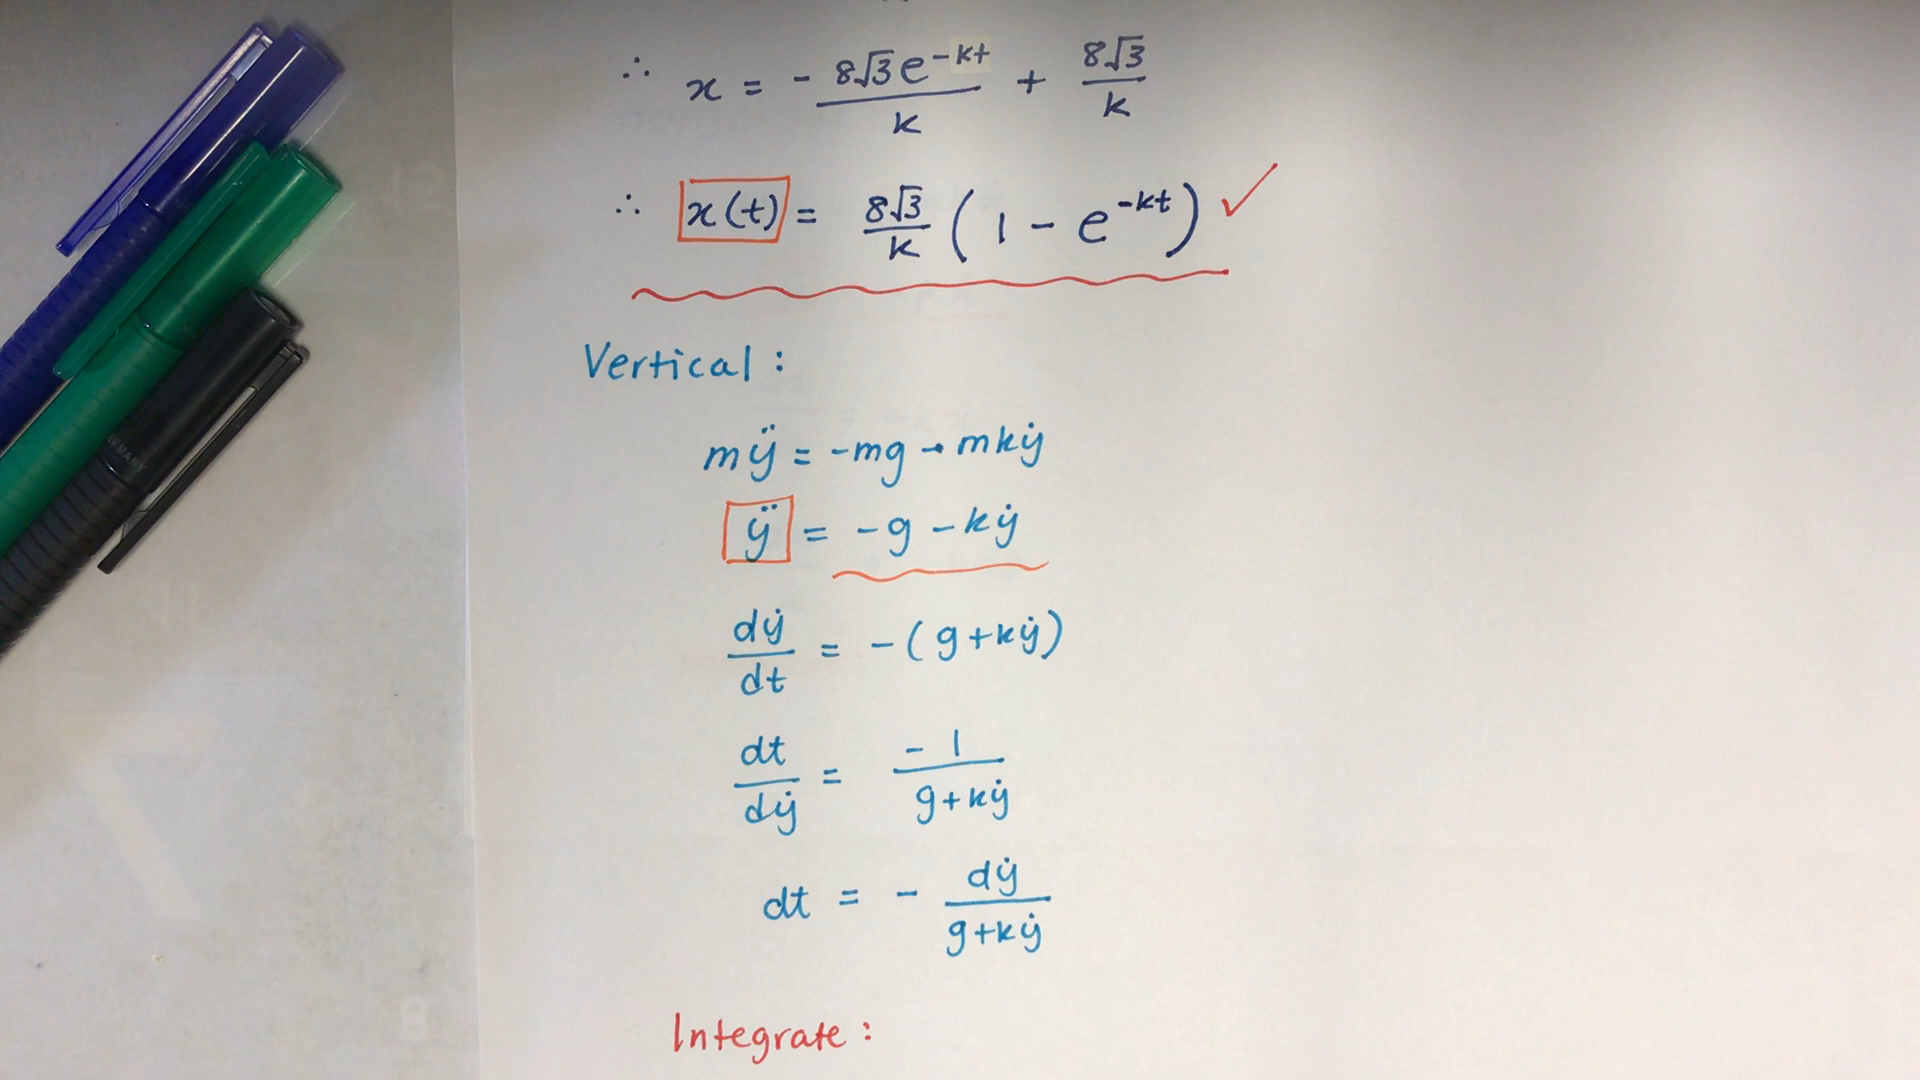 ∴ x = - 8√3e^-kt / k + 8√3 / k
∴ x(t) = 8√3 / k ( 1 - e^-kt ) ✓
Vertical :
mÿ = -mg - mkẏ
ÿ = -g - kẏ
dẏ / dt = - ( g + kẏ )
dt / dẏ = -1 / g + kẏ
dt = - dẏ / g + kẏ
Integrate :